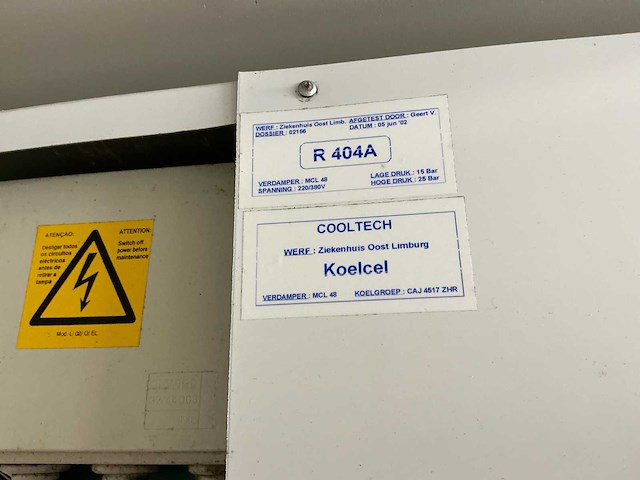 WERF : Ziekenhuis Oost Limb. AFGETEST DOOR : Geert V.
DOSSIER : 02156 DATUM : 05 jun '02
R 404A
VERDAMPER : MCL 48 LAGE DRUK : 15 Bar
SPANNING : 220/380V HOGE DRUK : 25 Bar
COOLTECH
WERF : Ziekenhuis Oost Limburg
Koelcel
VERDAMPER : MCL 48 KOELGROEP : CAJ 4517 ZHR
ATENÇAO:
Desligar todos
os circuitos
eléctricos
antes de
retirar a
tampa
ATTENTION:
Switch off
power before
maintenance